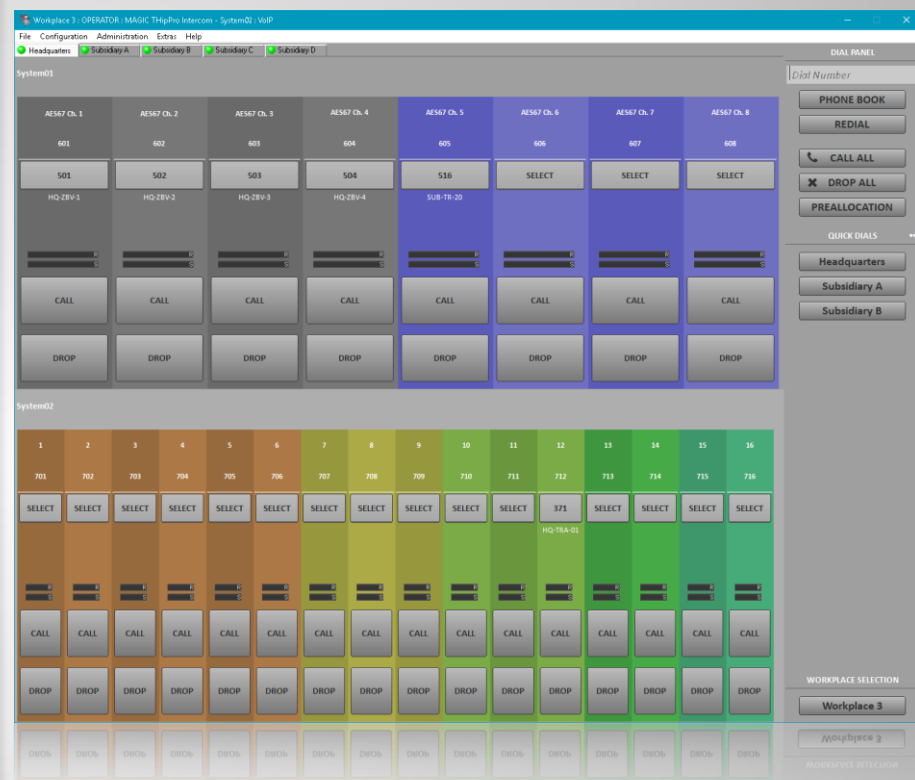 Workplace 3 : OPERATOR : MAGIC THipPro Intercom - System02 : VoIP
File Configuration Administration Extras Help
Headquarters Subsidiary A Subsidiary B Subsidiary C Subsidiary D
DIAL PANEL
System01
Dial Number
PHONE BOOK
REDIAL
CALL ALL
DROP ALL
PREALLOCATION
QUICK DIALS
Headquarters
Subsidiary A
Subsidiary B
AES67 Ch. 1 AES67 Ch. 2 AES67 Ch. 3 AES67 Ch. 4 AES67 Ch. 5 AES67 Ch. 6 AES67 Ch. 7 AES67 Ch. 8
601 602 603 604 605 606 607 608
501 502 503 504 516 SELECT SELECT SELECT
HQ-ZBV-1 HQ-ZBV-2 HQ-ZBV-3 HQ-ZBV-4 SUB-TR-20
CALL CALL CALL CALL CALL CALL CALL CALL
DROP DROP DROP DROP DROP DROP DROP DROP
System02
1 2 3 4 5 6 7 8 9 10 11 12 13 14 15 16
701 702 703 704 705 706 707 708 709 710 711 712 713 714 715 716
SELECT SELECT SELECT SELECT SELECT SELECT SELECT SELECT SELECT SELECT SELECT 371 SELECT SELECT SELECT SELECT
HQ-TRA-01
CALL CALL CALL CALL CALL CALL CALL CALL CALL CALL CALL CALL CALL CALL CALL CALL
DROP DROP DROP DROP DROP DROP DROP DROP DROP DROP DROP DROP DROP DROP DROP DROP
WORKPLACE SELECTION
Workplace 3